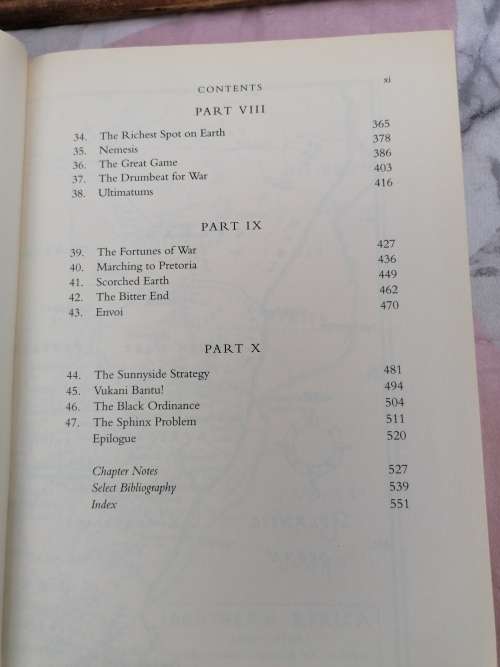 CONTENTS xi
PART VIII
34. The Richest Spot on Earth 365
35. Nemesis 378
36. The Great Game 386
37. The Drumbeat for War 403
38. Ultimatums 416
PART IX
39. The Fortunes of War 427
40. Marching to Pretoria 436
41. Scorched Earth 449
42. The Bitter End 462
43. Envoi 470
PART X
44. The Sunnyside Strategy 481
45. Vukani Bantu! 494
46. The Black Ordinance 504
47. The Sphinx Problem 511
Epilogue 520
Chapter Notes 527
Select Bibliography 539
Index 551